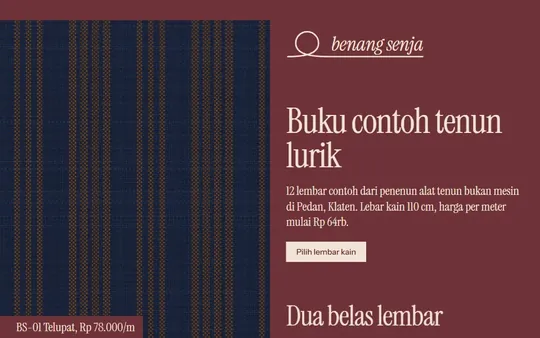 benang senja
Buku contoh tenun
lurik
12 lembar contoh dari penenun alat tenun bukan mesin
di Pedan, Klaten. Lebar kain 110 cm, harga per meter
mulai Rp 64rb.
Pilih lembar kain
Dua belas lembar
BS-01 Telupat, Rp 78.000/m